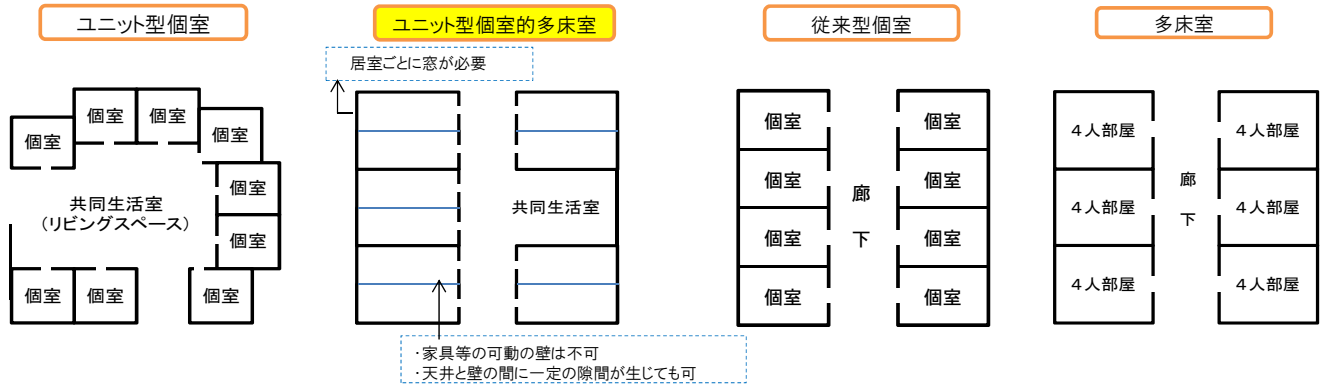 ユニット型個室
ユニット型個室的多床室
従来型個室
多床室
居室ごとに窓が必要
個室
個室
個室
個室
個室
個室
個室
個室
個室
共同生活室
（リビングスペース）
共同生活室
・家具等の可動の壁は不可
・天井と壁の間に一定の隙間が生じても可
個室
個室
個室
個室
廊
下
個室
個室
個室
個室
４人部屋
４人部屋
４人部屋
廊
下
４人部屋
４人部屋
４人部屋